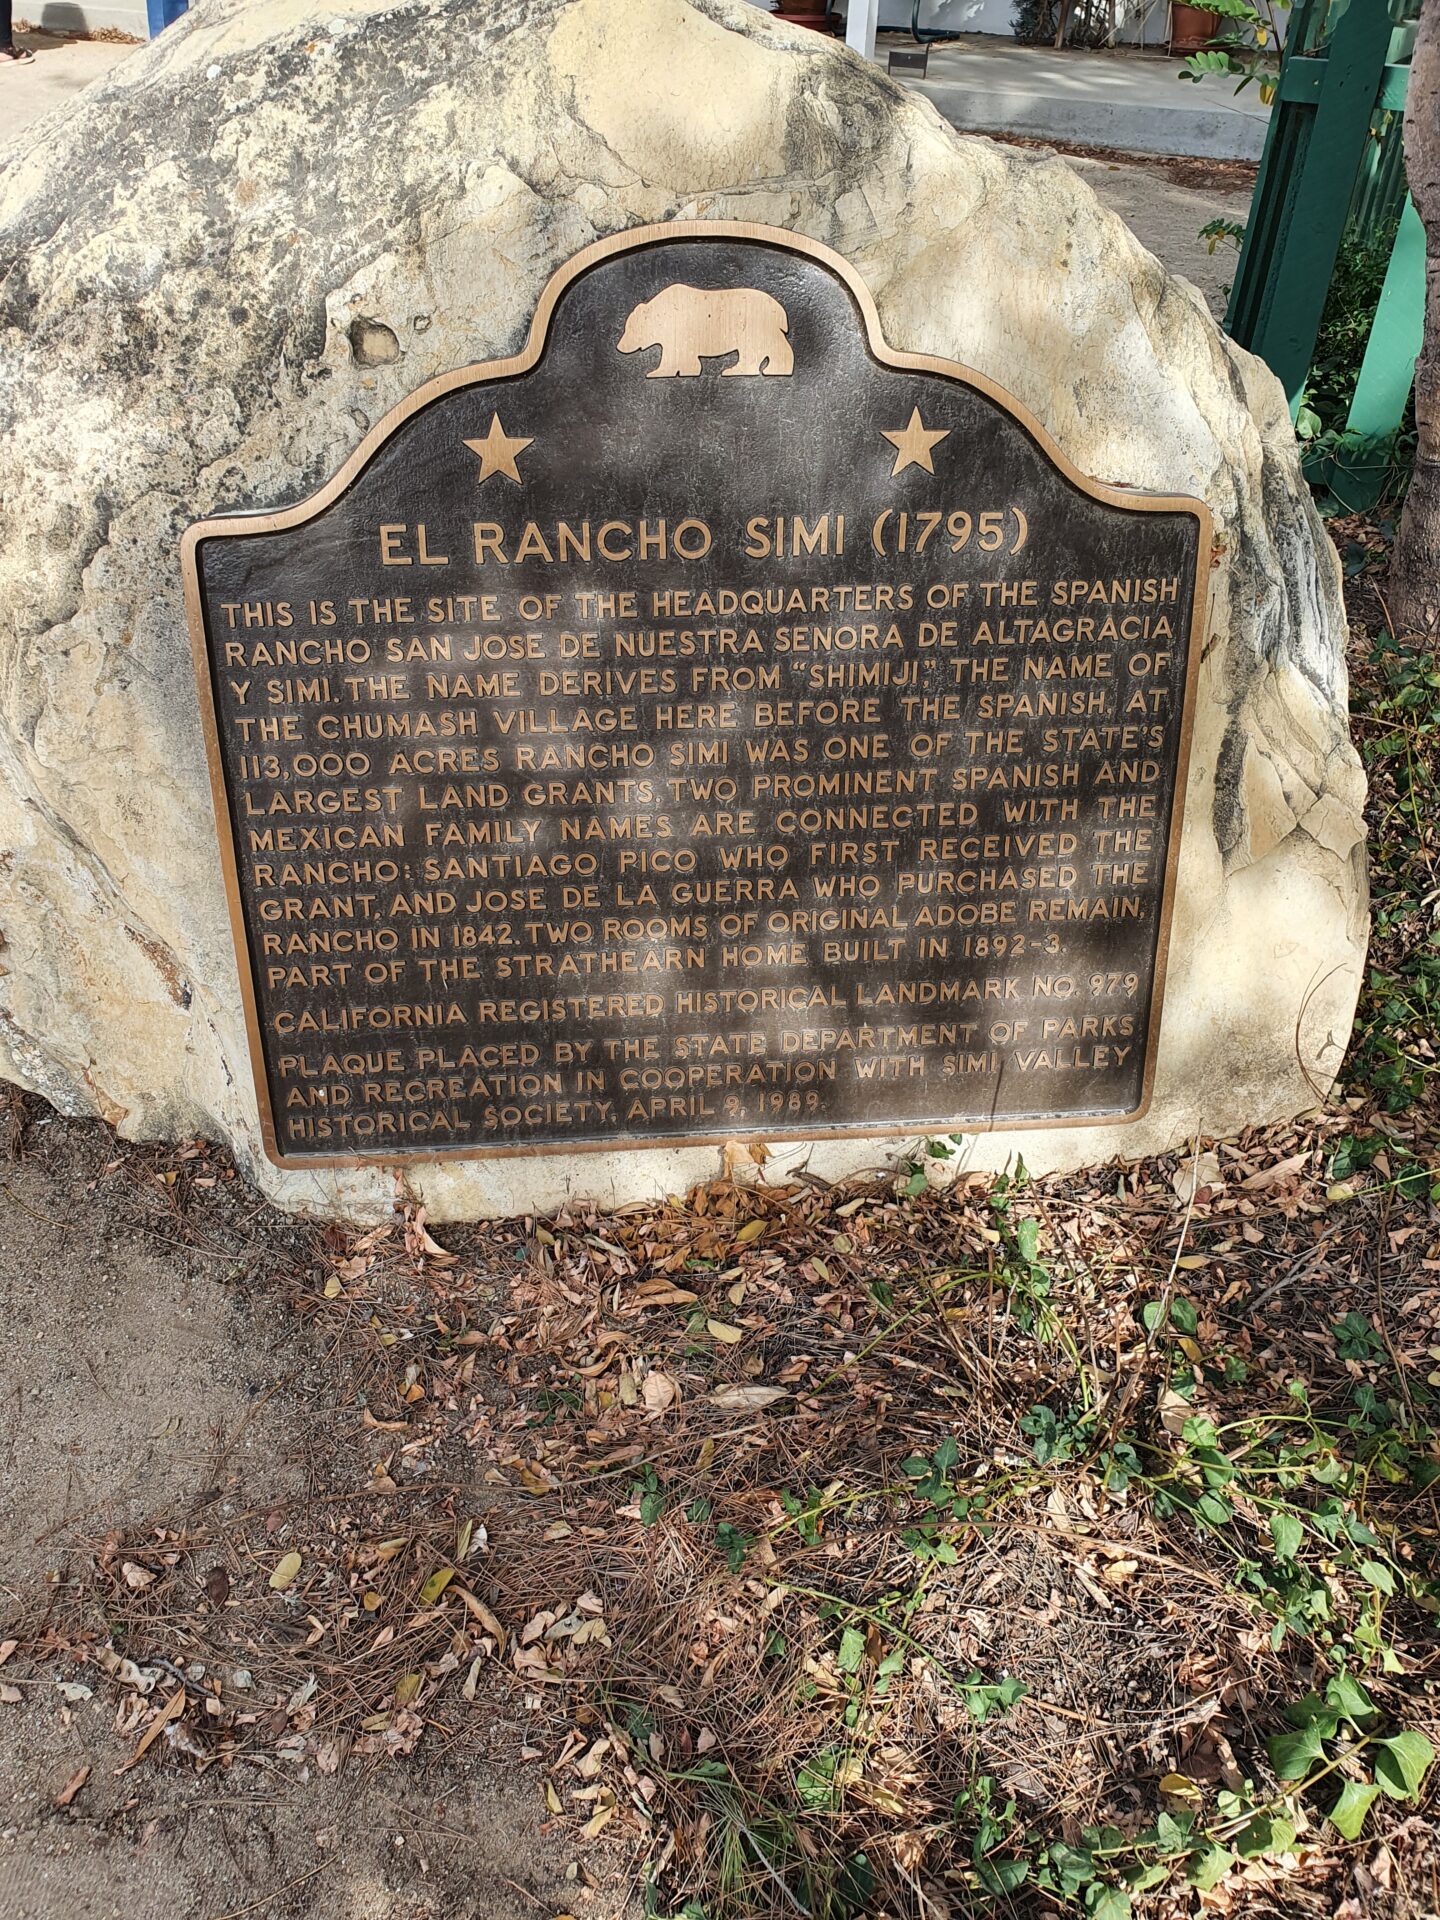 EL RANCHO SIMI (1795)
THIS IS THE SITE OF THE HEADQUARTERS OF THE SPANISH
RANCHO SAN JOSE DE NUESTRA SENORA DE ALTAGRACIA
Y SIMI. THE NAME DERIVES FROM "SHIMIJI," THE NAME OF
THE CHUMASH VILLAGE HERE BEFORE THE SPANISH. AT
113,000 ACRES RANCHO SIMI WAS ONE OF THE STATE'S
LARGEST LAND GRANTS. TWO PROMINENT SPANISH AND
MEXICAN FAMILY NAMES ARE CONNECTED WITH THE
RANCHO: SANTIAGO PICO WHO FIRST RECEIVED THE
GRANT, AND JOSE DE LA GUERRA WHO PURCHASED THE
RANCHO IN 1842. TWO ROOMS OF ORIGINAL ADOBE REMAIN,
PART OF THE STRATHEARN HOME BUILT IN 1892-3.
CALIFORNIA REGISTERED HISTORICAL LANDMARK NO. 979
PLAQUE PLACED BY THE STATE DEPARTMENT OF PARKS
AND RECREATION IN COOPERATION WITH SIMI VALLEY
HISTORICAL SOCIETY, APRIL 9, 1989.